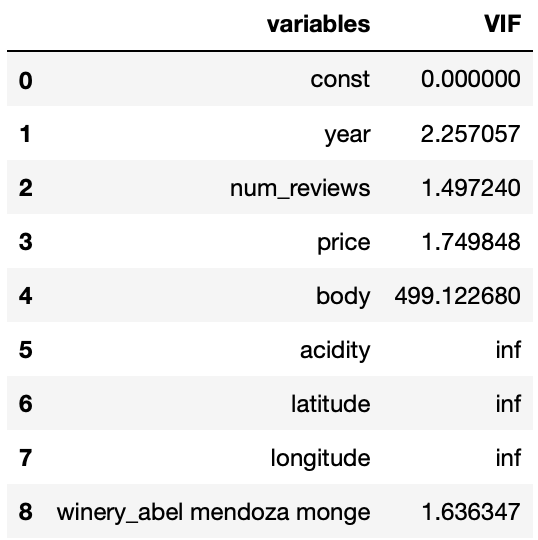 variables VIF
0 const 0.000000
1 year 2.257057
2 num_reviews 1.497240
3 price 1.749848
4 body 499.122680
5 acidity inf
6 latitude inf
7 longitude inf
8 winery_abel mendoza monge 1.636347